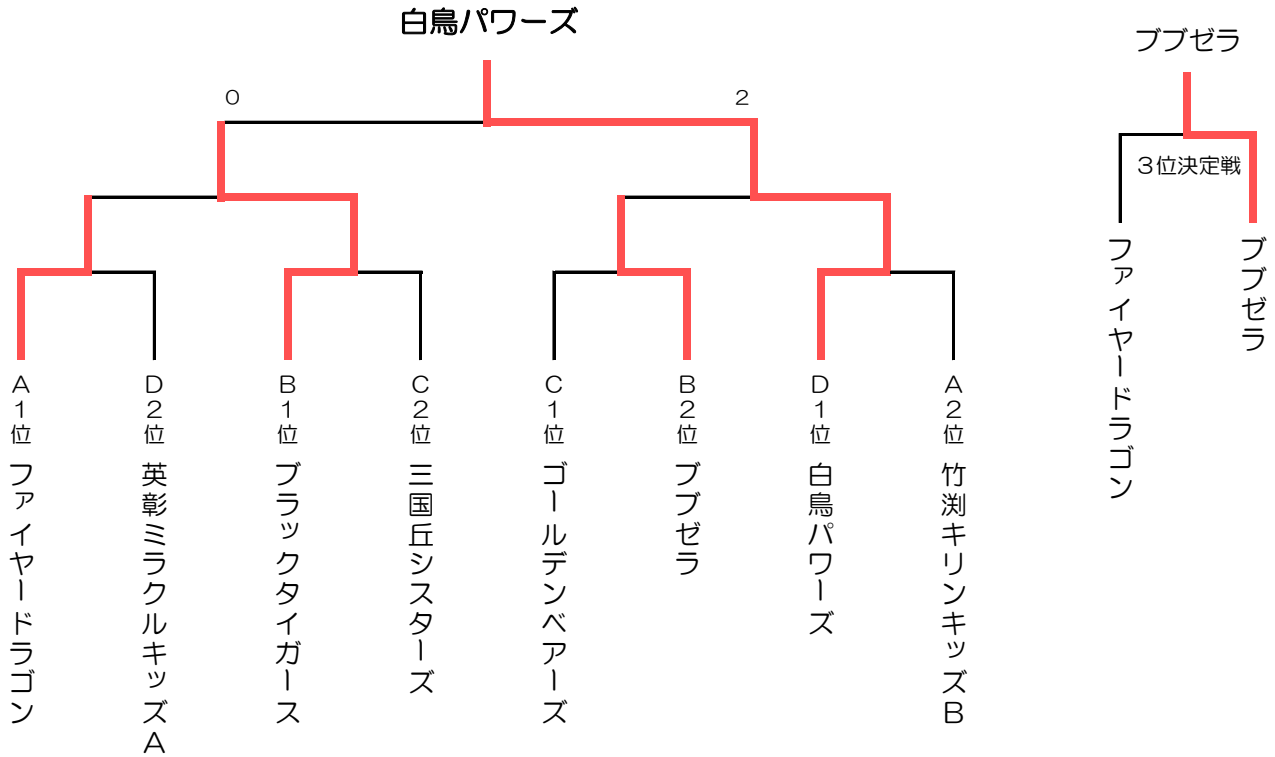 白鳥パワーズ
ブブゼラ
0
2
3位決定戦
ファイヤードラゴン
ブブゼラ
A1位 ファイヤードラゴン
D2位 英彰ミラクルキッズA
B1位 ブラックタイガース
C2位 三国丘シスターズ
C1位 ゴールデンベアーズ
B2位 ブブゼラ
D1位 白鳥パワーズ
A2位 竹渕キリンキッズB